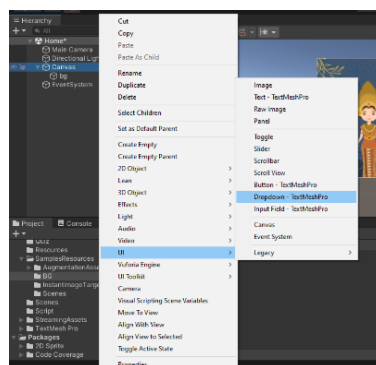 Hierarchy
All
Home*
Main Camera
Directional Ligh
Canvas
bg
EventSystem
Project
Console
Quiz
Resources
SamplesResources
AugmentationAsse
BG
InstantImageTarge
Scenes
Scenes
Script
StreamingAssets
TextMesh Pro
Packages
2D Sprite
Code Coverage
Cut
Copy
Paste
Paste As Child
Rename
Duplicate
Delete
Select Children
Set as Default Parent
Create Empty
Create Empty Parent
2D Object
Lean
3D Object
Effects
Light
Audio
Video
UI
Vuforia Engine
UI Toolkit
Camera
Visual Scripting Scene Variables
Move To View
Align With View
Align View to Selected
Toggle Active State
Properties
Image
Text - TextMeshPro
Raw Image
Panel
Toggle
Slider
Scrollbar
Scroll View
Button - TextMeshPro
Dropdown - TextMeshPro
Input Field - TextMeshPro
Canvas
Event System
Legacy